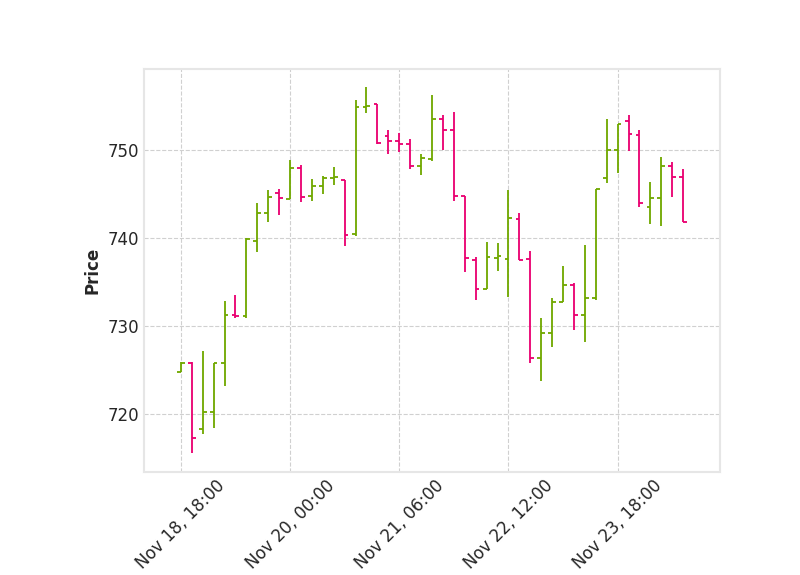 Price
750
740
730
720
Nov 18, 18:00
Nov 20, 00:00
Nov 21, 06:00
Nov 22, 12:00
Nov 23, 18:00